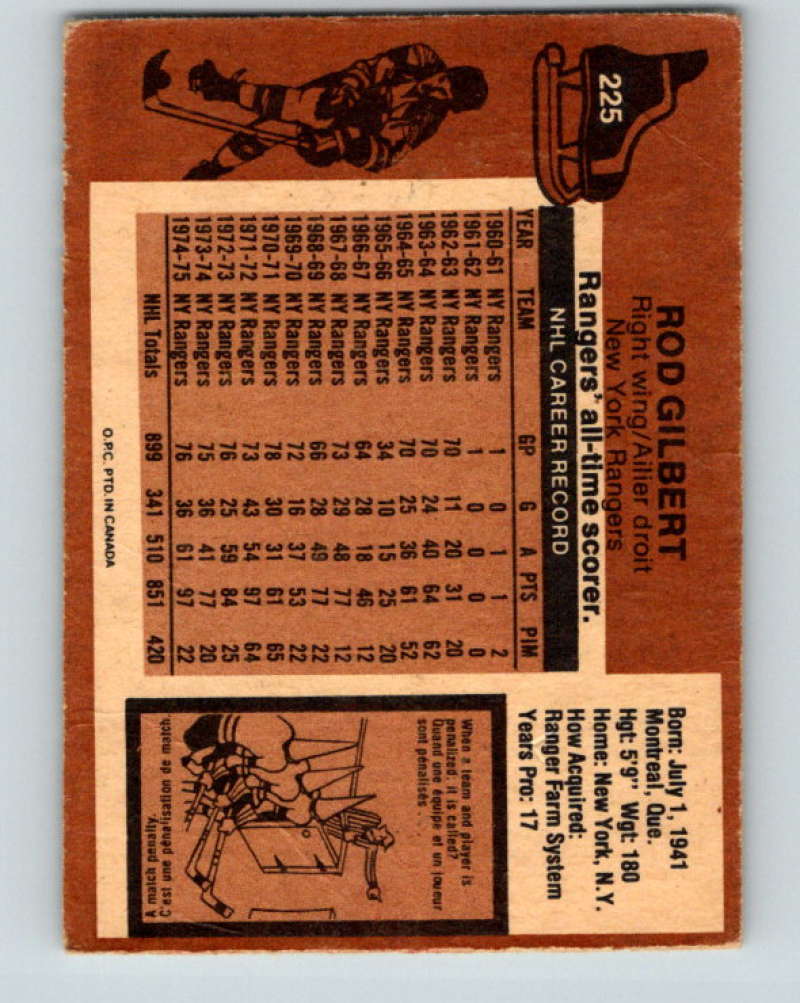 225
ROD GILBERT
Right wing/Ailier droit
New York Rangers
Rangers' all-time scorer.
NHL CAREER RECORD
YEAR TEAM GP G A PTS PIM
1960-61 NY Rangers 1 0 1 1 2
1961-62 NY Rangers 1 0 0 0 0
1962-63 NY Rangers 70 11 20 31 20
1963-64 NY Rangers 70 24 40 64 62
1964-65 NY Rangers 70 25 36 61 52
1965-66 NY Rangers 34 10 15 25 20
1966-67 NY Rangers 64 28 18 46 12
1967-68 NY Rangers 73 29 48 77 12
1968-69 NY Rangers 66 28 49 77 22
1969-70 NY Rangers 72 16 37 53 22
1970-71 NY Rangers 78 30 31 61 65
1971-72 NY Rangers 73 43 54 97 64
1972-73 NY Rangers 76 25 59 84 25
1973-74 NY Rangers 75 36 41 77 20
1974-75 NY Rangers 76 36 61 97 22
NHL Totals 899 341 510 851 420
O.P.C. PTD. IN CANADA
Born: July 1, 1941
Montreal, Que.
Hgt: 5'9" Wgt: 180
Home: New York, N.Y.
How Acquired:
Ranger Farm System
Years Pro: 17
When a team and player is
penalized, it is called?
Quand une équipe et un joueur
sont pénalisés . . .
C'est une pénalisation de match.
A match penalty.